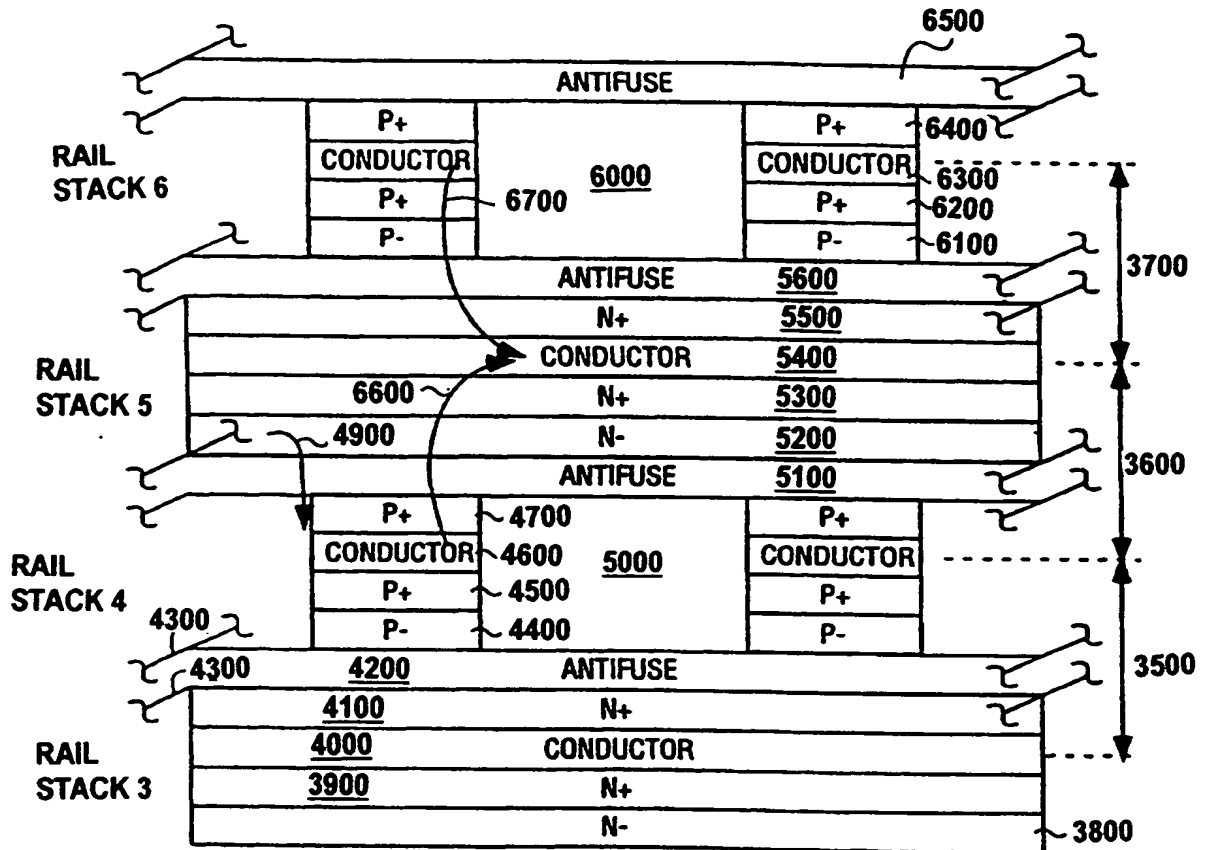 6500
ANTIFUSE
P+ P+ 6400
RAIL
STACK 6
CONDUCTOR 6000 CONDUCTOR 6300
P+ 6700 P+ 6200
P- P- 6100
3700
ANTIFUSE 5600
N+ 5500
RAIL
STACK 5
CONDUCTOR 5400
6600 N+ 5300
4900 N- 5200
3600
ANTIFUSE 5100
P+ 4700 P+
RAIL
STACK 4
CONDUCTOR 4600 5000 CONDUCTOR
P+ 4500 P+
P- 4400 P-
4300
3500
4300 4200 ANTIFUSE
4100 N+
RAIL
STACK 3
4000 CONDUCTOR
3900 N+
N- 3800